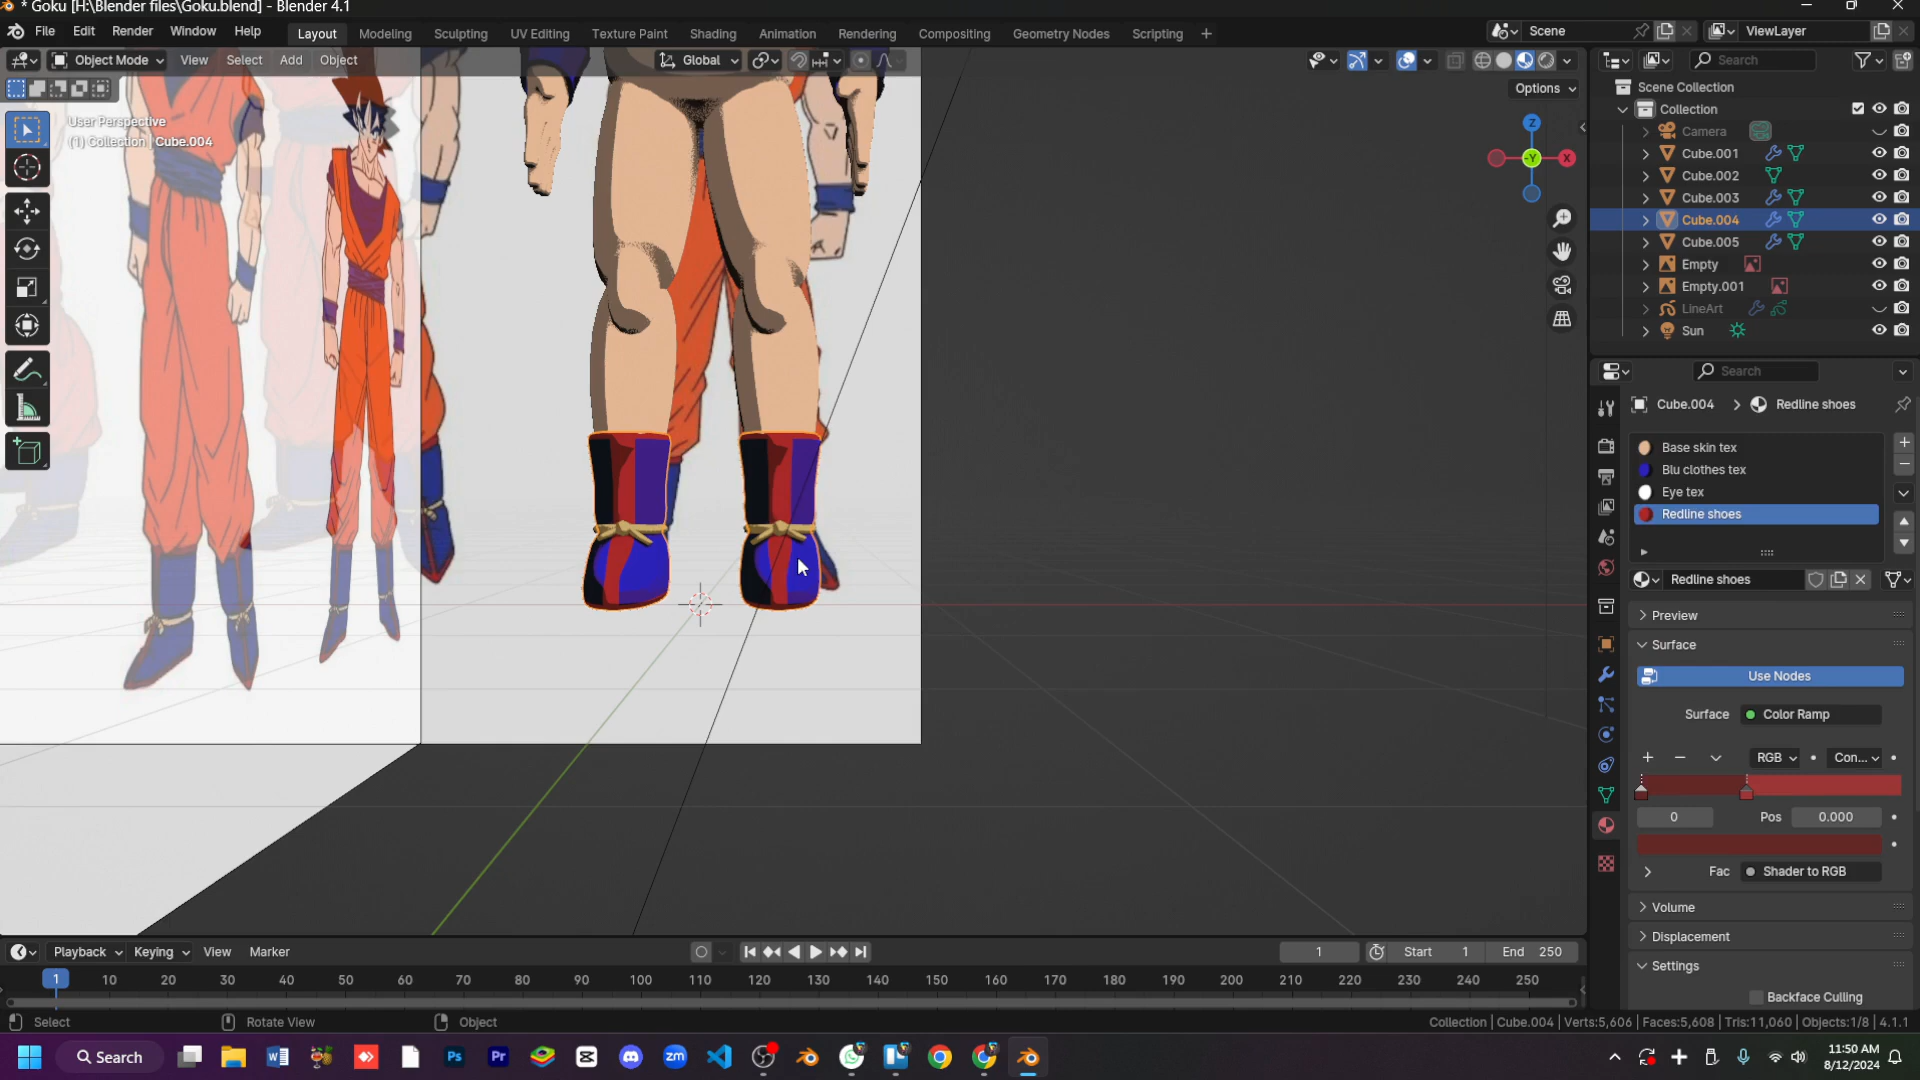 * Goku [H:\Blender files\Goku.blend] - Blender 4.1
File Edit Render Window Help Layout Modeling Sculpting UV Editing Texture Paint Shading Animation Rendering Compositing Geometry Nodes Scripting + Scene ViewLayer
Object Mode View Select Add Object Global Search
Options
User Perspective
(1) Collection | Cube.004
Z
-Y X
Scene Collection
Collection
Camera
Cube.001
Cube.002
Cube.003
Cube.004
Cube.005
Empty
Empty.001
LineArt
Sun
Search
Cube.004 > Redline shoes
Base skin tex
Blu clothes tex
Eye tex
Redline shoes
Redline shoes
Preview
Surface
Use Nodes
Surface Color Ramp
RGB Con...
0 Pos 0.000
Fac Shader to RGB
Volume
Displacement
Settings
Backface Culling
Playback Keying View Marker 1 Start 1 End 250
1 10 20 30 40 50 60 70 80 90 100 110 120 130 140 150 160 170 180 190 200 210 220 230 240 250
Select Rotate View Object Collection | Cube.004 | Verts:5,606 | Faces:5,608 | Tris:11,060 | Objects:1/8 | 4.1.1
Search Ps Pr zm 11:50 AM
8/12/2024